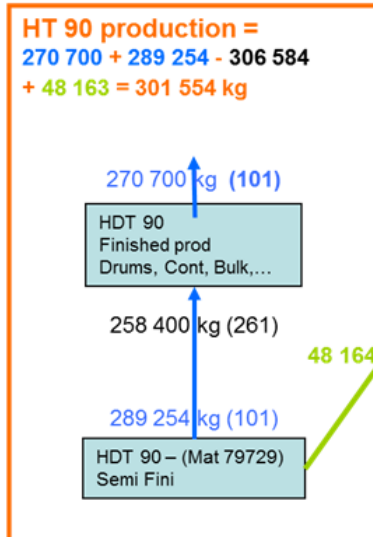 HT 90 production =
270 700 + 289 254 - 306 584
+ 48 163 = 301 554 kg
270 700 kg (101)
HDT 90
Finished prod
Drums, Cont, Bulk,...
258 400 kg (261)
48 164
289 254 kg (101)
HDT 90 – (Mat 79729)
Semi Fini